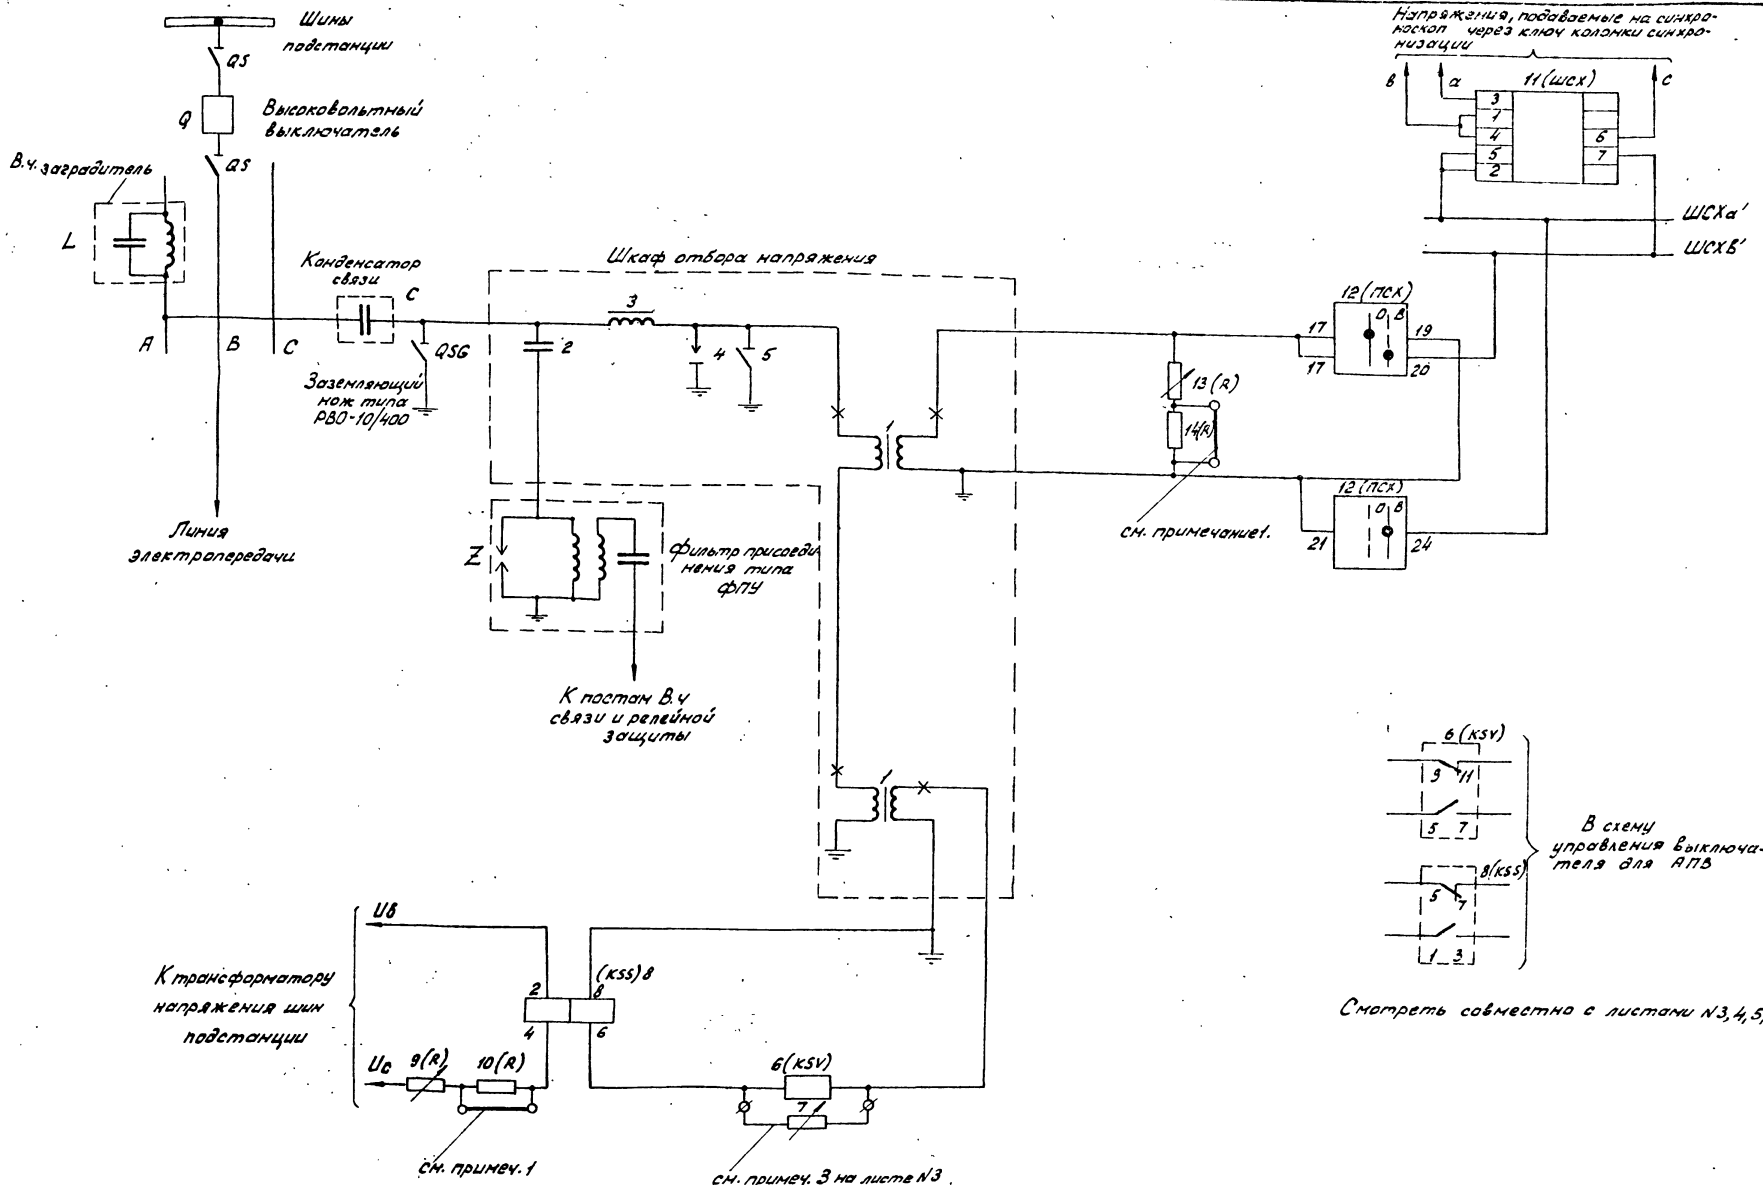 Шины
подстанции
QS
Q
Высоковольтный
выключатель
QS
В.ч. заградитель
L
A
B
C
Конденсатор
связи
C
QSG
Заземляющий
нож типа
РВО-10/400
Линия
электропередачи
Шкаф отбора напряжения
2
3
4
5
1
Z
Фильтр присоеди
нения типа
ФПУ
К постам В.ч
связи и релейной
защиты
1
13 (R)
14(R)
см. примечание 1.
Напряжения, подаваемые на синхро-
носкоп через ключ колонки синхро-
низации
в
a
c
11 (ШСХ)
3
1
4
5
2
6
7
ШСХа'
ШСХв'
12 (ПСХ)
О В
17
17
19
20
12 (ПСХ)
О В
21
24
6 (KSV)
9 11
5 7
8(KSS)
5 7
1 3
В схему
управления выключа-
теля для АПВ
Смотреть совместно с листами N3,4,5,
К трансформатору
напряжения шин
подстанции
Uв
Uс
2
4
8
6
(KSS) 8
9(R)
10(R)
см. примеч. 1
6(KSV)
7
см. примеч. 3 на листе N3.